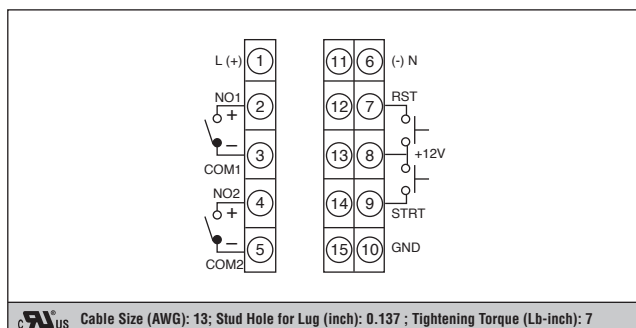 L (+) 1 11 6 (-) N
NO1 2 12 7 RST
+
–
COM1 3 13 8 +12V
NO2 4 14 9 STRT
+
–
COM2 5 15 10 GND
c RU ® US Cable Size (AWG): 13; Stud Hole for Lug (inch): 0.137 ; Tightening Torque (Lb-inch): 7